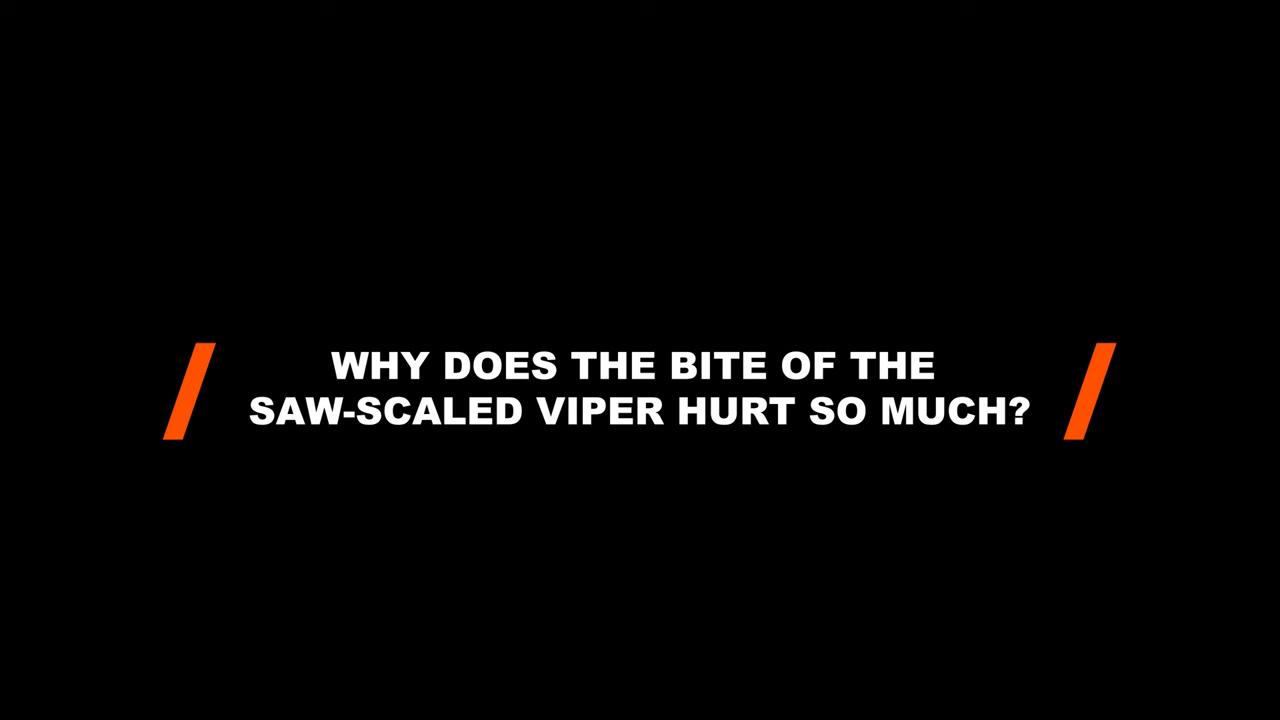 WHY DOES THE BITE OF THE
SAW-SCALED VIPER HURT SO MUCH?